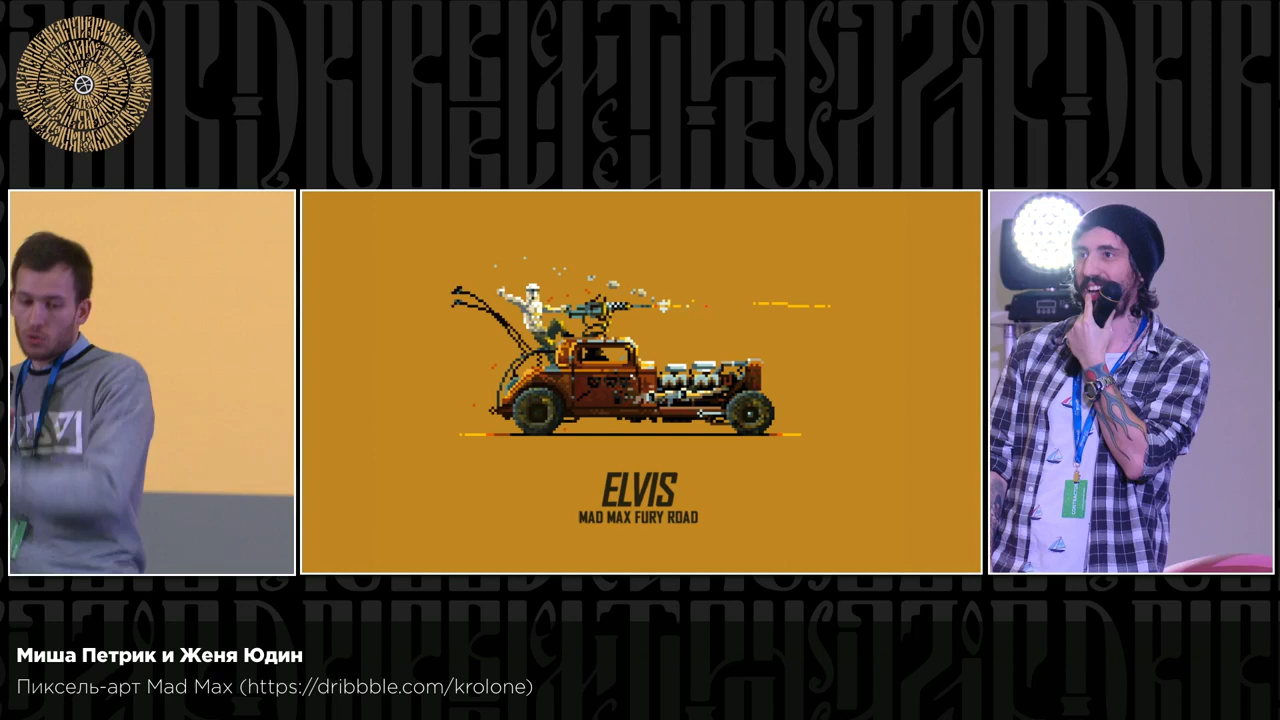 ELVIS
MAD MAX FURY ROAD
Миша Петрик и Женя Юдин
Пиксель-арт Mad Max (https://dribbble.com/krolone)